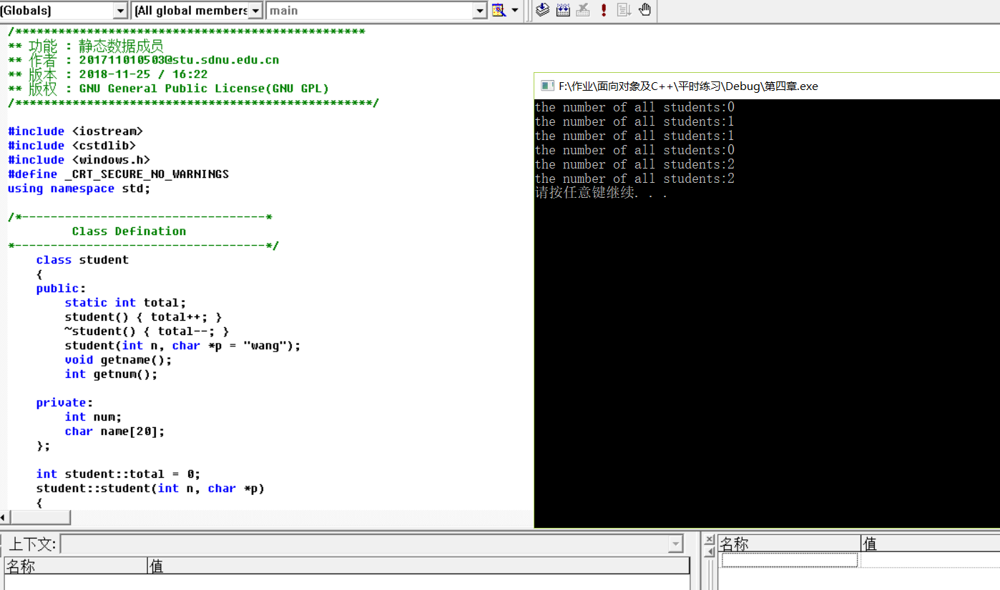 (Globals)
(All global members
main
/*************************************************
** 功能 : 静态数据成员
** 作者 : 201711010503@stu.sdnu.edu.cn
** 版本 : 2018-11-25 / 16:22
** 版权 : GNU General Public License(GNU GPL)
/**************************************************/
#include <iostream>
#include <cstdlib>
#include <windows.h>
#define _CRT_SECURE_NO_WARNINGS
using namespace std;
/*----------------------------------*
Class Defination
*-----------------------------------*/
class student
{
public:
static int total;
student() { total++; }
~student() { total--; }
student(int n, char *p = "wang");
void getname();
int getnum();
private:
int num;
char name[20];
};
int student::total = 0;
student::student(int n, char *p)
{
F:\作业\面向对象及C++\平时练习\Debug\第四章.exe
the number of all students:0
the number of all students:1
the number of all students:1
the number of all students:0
the number of all students:2
the number of all students:2
请按任意键继续. . .
上下文:
名称
值
名称
值